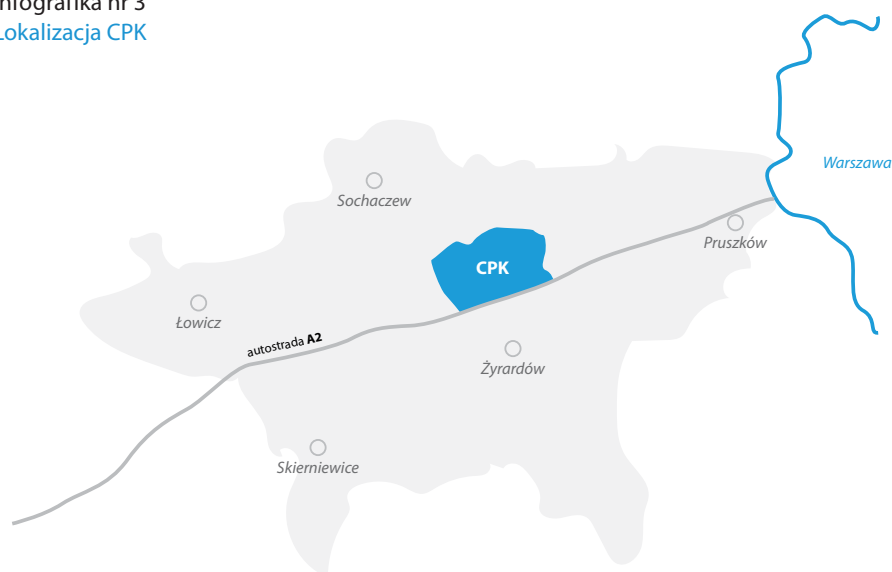 nfografika nr 3
Lokalizacja CPK
Warszawa
Sochaczew
Pruszków
CPK
Łowicz
autostrada A2
Żyrardów
Skierniewice